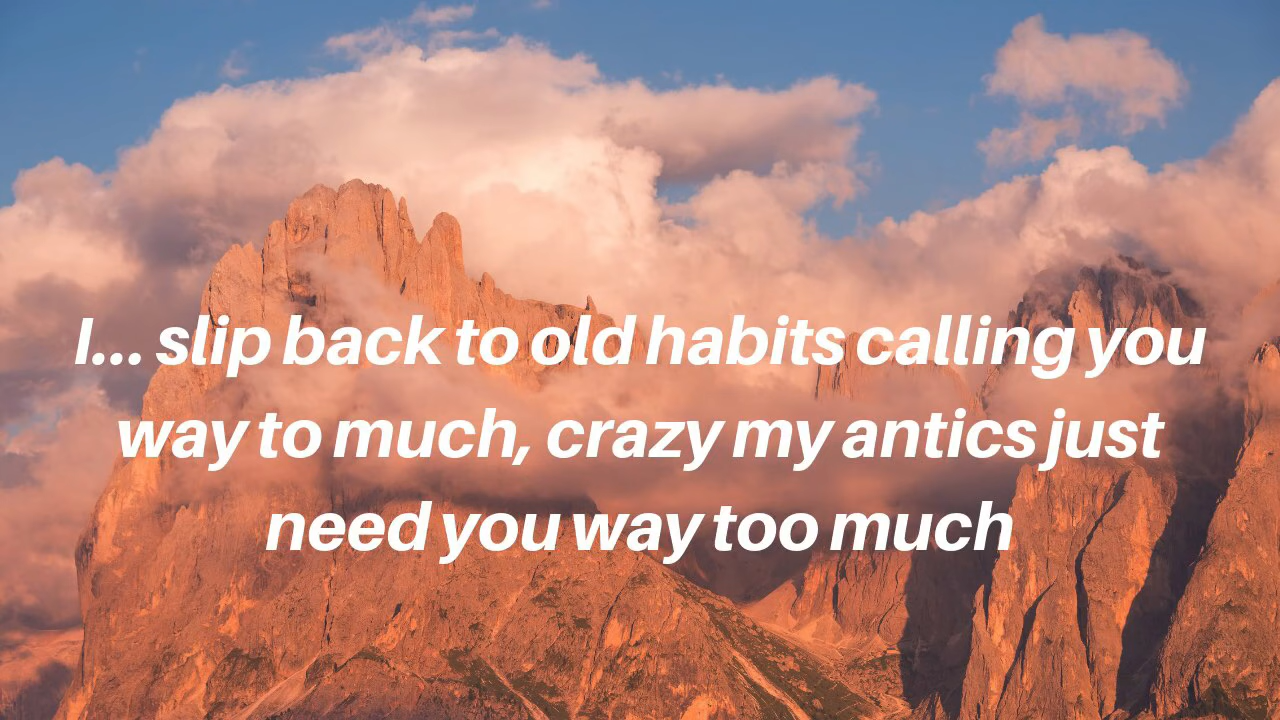 I... slip back to old habits calling you
way to much, crazy my antics just
need you way too much